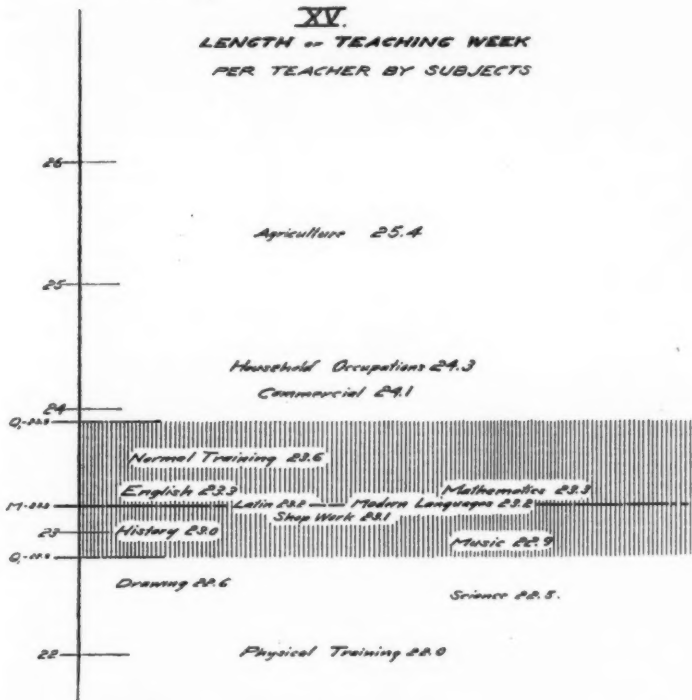 XV.
LENGTH OF TEACHING WEEK
PER TEACHER BY SUBJECTS
26
Agriculture 25.4
25
Household Occupations 24.3
Commercial 24.1
24
Normal Training 23.6
English 23.3
Mathematics 23.3
Latin 23.2
Modern Languages 23.2
Shop Work 23.1
23
History 23.0
Music 22.9
Drawing 22.6
Science 22.5.
22
Physical Training 22.0